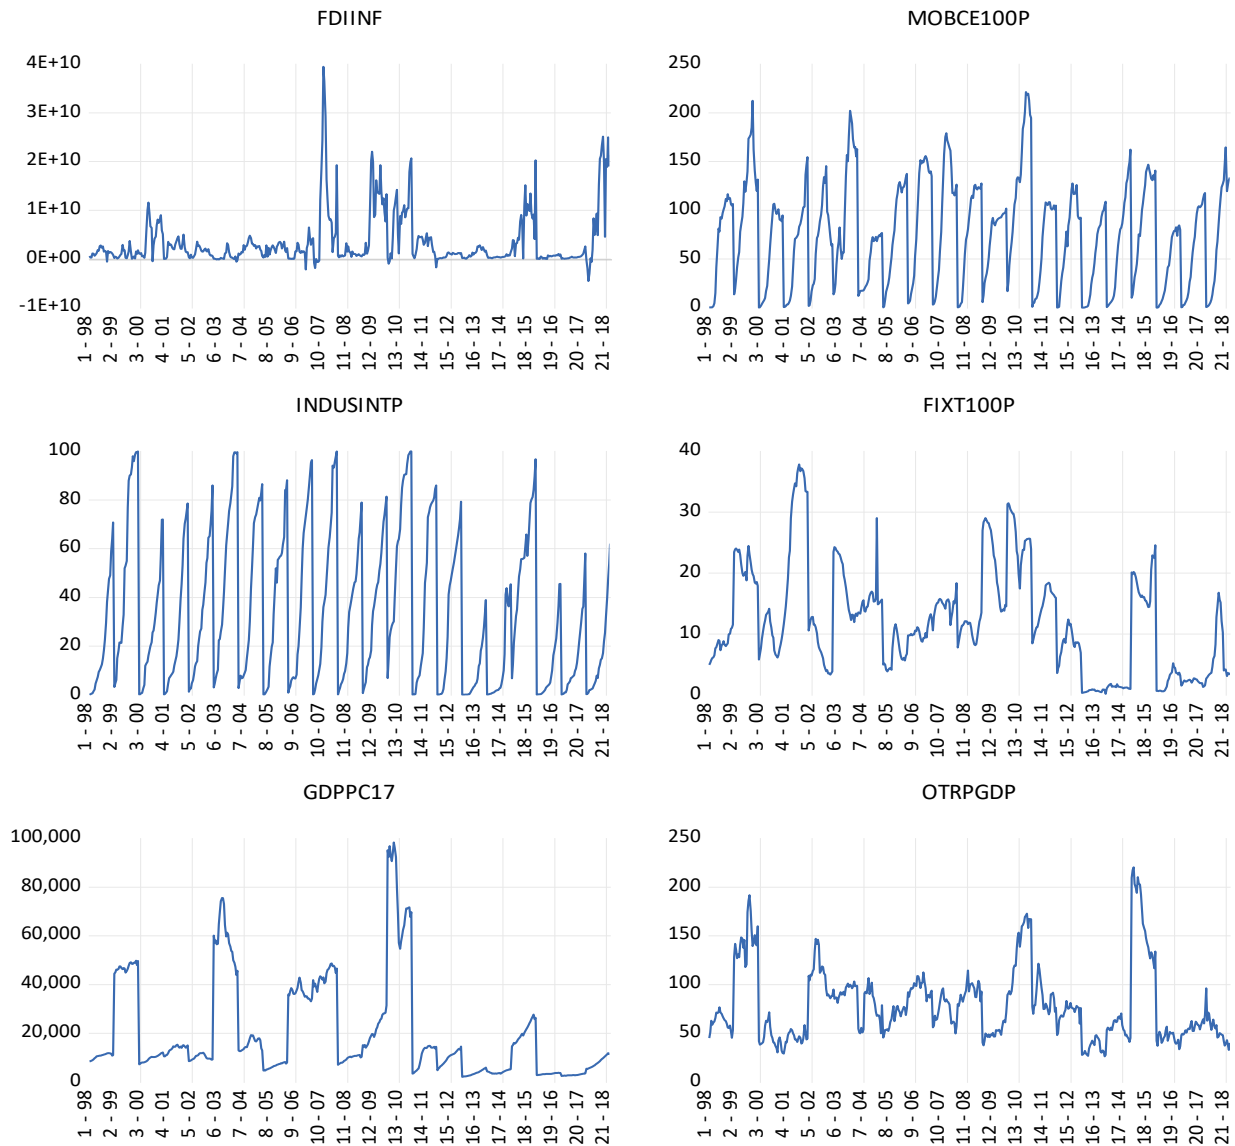 FDIINF
4E+10
3E+10
2E+10
1E+10
0E+00
-1E+10
1 - 98
2 - 99
3 - 00
4 - 01
5 - 02
6 - 03
7 - 04
8 - 05
9 - 06
10 - 07
11 - 08
12 - 09
13 - 10
14 - 11
15 - 12
16 - 13
17 - 14
18 - 15
19 - 16
20 - 17
21 - 18
MOBCE100P
250
200
150
100
50
0
1 - 98
2 - 99
3 - 00
4 - 01
5 - 02
6 - 03
7 - 04
8 - 05
9 - 06
10 - 07
11 - 08
12 - 09
13 - 10
14 - 11
15 - 12
16 - 13
17 - 14
18 - 15
19 - 16
20 - 17
21 - 18
INDUSINTP
100
80
60
40
20
0
1 - 98
2 - 99
3 - 00
4 - 01
5 - 02
6 - 03
7 - 04
8 - 05
9 - 06
10 - 07
11 - 08
12 - 09
13 - 10
14 - 11
15 - 12
16 - 13
17 - 14
18 - 15
19 - 16
20 - 17
21 - 18
FIXT100P
40
30
20
10
0
1 - 98
2 - 99
3 - 00
4 - 01
5 - 02
6 - 03
7 - 04
8 - 05
9 - 06
10 - 07
11 - 08
12 - 09
13 - 10
14 - 11
15 - 12
16 - 13
17 - 14
18 - 15
19 - 16
20 - 17
21 - 18
GDPPC17
100,000
80,000
60,000
40,000
20,000
0
1 - 98
2 - 99
3 - 00
4 - 01
5 - 02
6 - 03
7 - 04
8 - 05
9 - 06
10 - 07
11 - 08
12 - 09
13 - 10
14 - 11
15 - 12
16 - 13
17 - 14
18 - 15
19 - 16
20 - 17
21 - 18
OTRPGDP
250
200
150
100
50
0
1 - 98
2 - 99
3 - 00
4 - 01
5 - 02
6 - 03
7 - 04
8 - 05
9 - 06
10 - 07
11 - 08
12 - 09
13 - 10
14 - 11
15 - 12
16 - 13
17 - 14
18 - 15
19 - 16
20 - 17
21 - 18